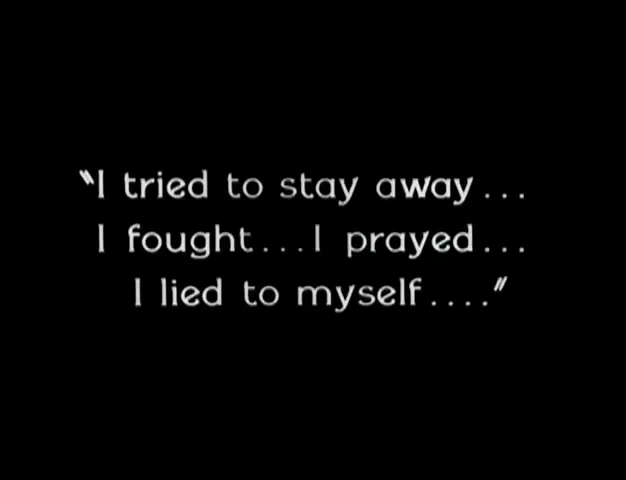 "I tried to stay away...
I fought...I prayed...
I lied to myself...."